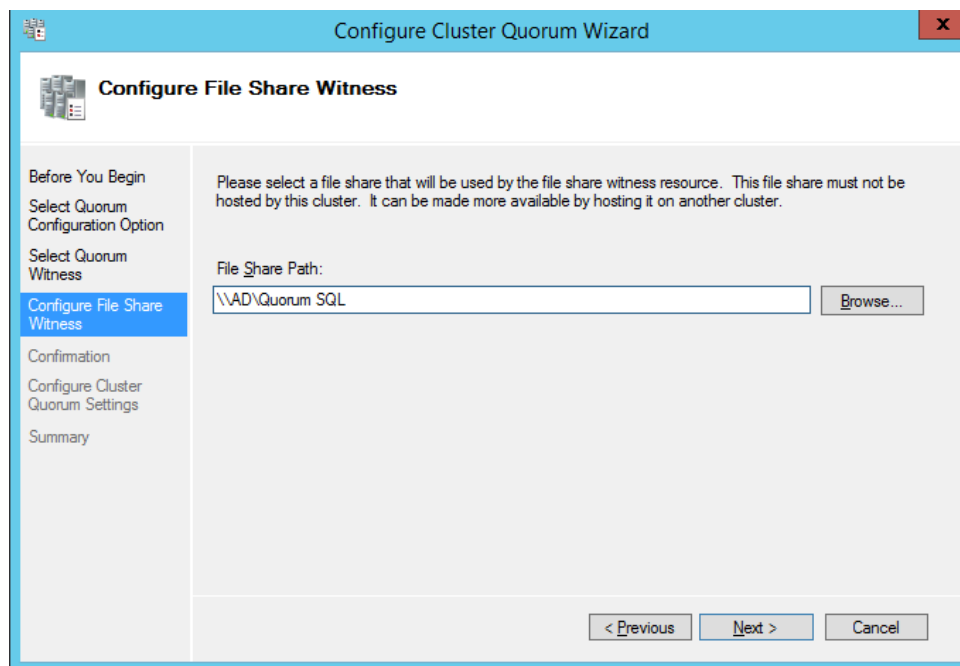 Configure Cluster Quorum Wizard
x
Configure File Share Witness
Before You Begin
Select Quorum
Configuration Option
Select Quorum
Witness
Configure File Share
Witness
Confirmation
Configure Cluster
Quorum Settings
Summary
Please select a file share that will be used by the file share witness resource.  This file share must not be
hosted by this cluster.  It can be made more available by hosting it on another cluster.
File Share Path:
\\AD\Quorum SQL
Browse...
< Previous
Next >
Cancel